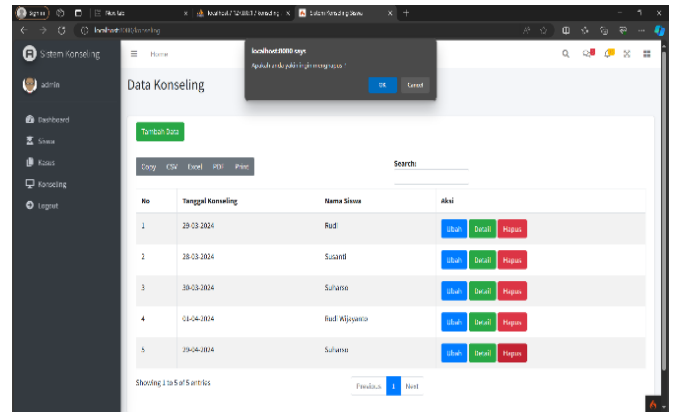 Sistem Konseling
Home
localhost:8080 says
Apakah anda yakin ingin menghapus ?
OK
Cancel
admin
Data Konseling
Dashboard
Siswa
Kasus
Konseling
Logout
Tambah Data
Copy CSV Excel PDF Print
Search:
No Tanggal Konseling Nama Siswa Aksi
1 29-03-2024 Rudi Ubah Detail Hapus
2 28-03-2024 Susanti Ubah Detail Hapus
3 30-03-2024 Suharso Ubah Detail Hapus
4 01-04-2024 Rudi Wijayanto Ubah Detail Hapus
5 29-04-2024 Suharso Ubah Detail Hapus
Showing 1 to 5 of 5 entries
Previous 1 Next